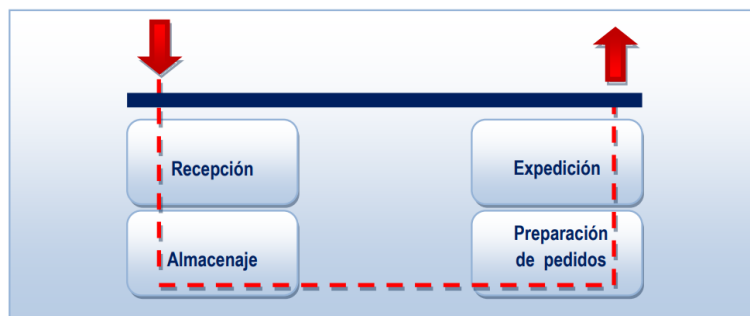 Recepción
Expedición
Almacenaje
Preparación
de pedidos